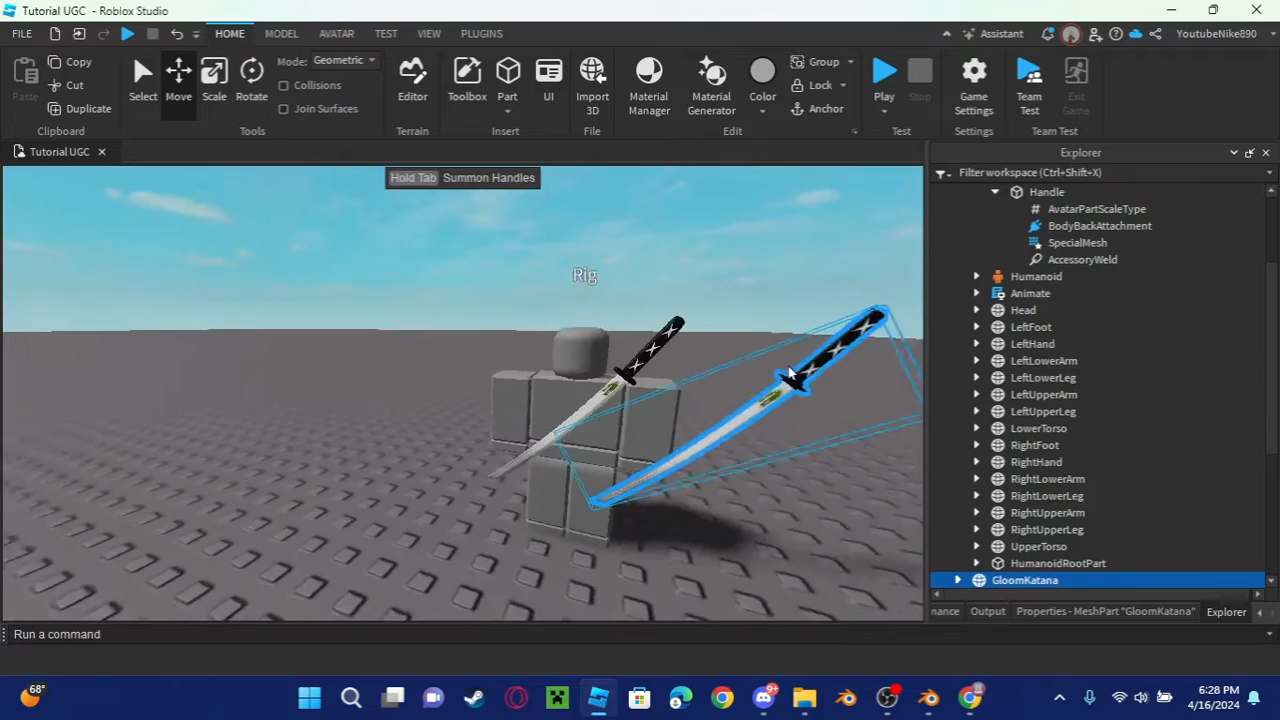 Tutorial UGC - Roblox Studio
FILE HOME MODEL AVATAR TEST VIEW PLUGINS Assistant YoutubeNike890
Paste Copy Cut Duplicate Select Move Scale Rotate Mode: Geometric Collisions Join Surfaces Editor Toolbox Part UI Import 3D Material Manager Material Generator Color Group Lock Anchor Play Stop Game Settings Team Test Exit Game
Clipboard Tools Terrain Insert File Edit Test Settings Team Test
Tutorial UGC
Explorer
Hold Tab Summon Handles
Filter workspace (Ctrl+Shift+X)
Handle
AvatarPartScaleType
BodyBackAttachment
SpecialMesh
AccessoryWeld
Rig
Humanoid
Animate
Head
LeftFoot
LeftHand
LeftLowerArm
LeftLowerLeg
LeftUpperArm
LeftUpperLeg
LowerTorso
RightFoot
RightHand
RightLowerArm
RightLowerLeg
RightUpperArm
RightUpperLeg
UpperTorso
HumanoidRootPart
GloomKatana
nance Output Properties - MeshPart "GloomKatana" Explorer
Run a command
68°
9+
6:28 PM
4/16/2024